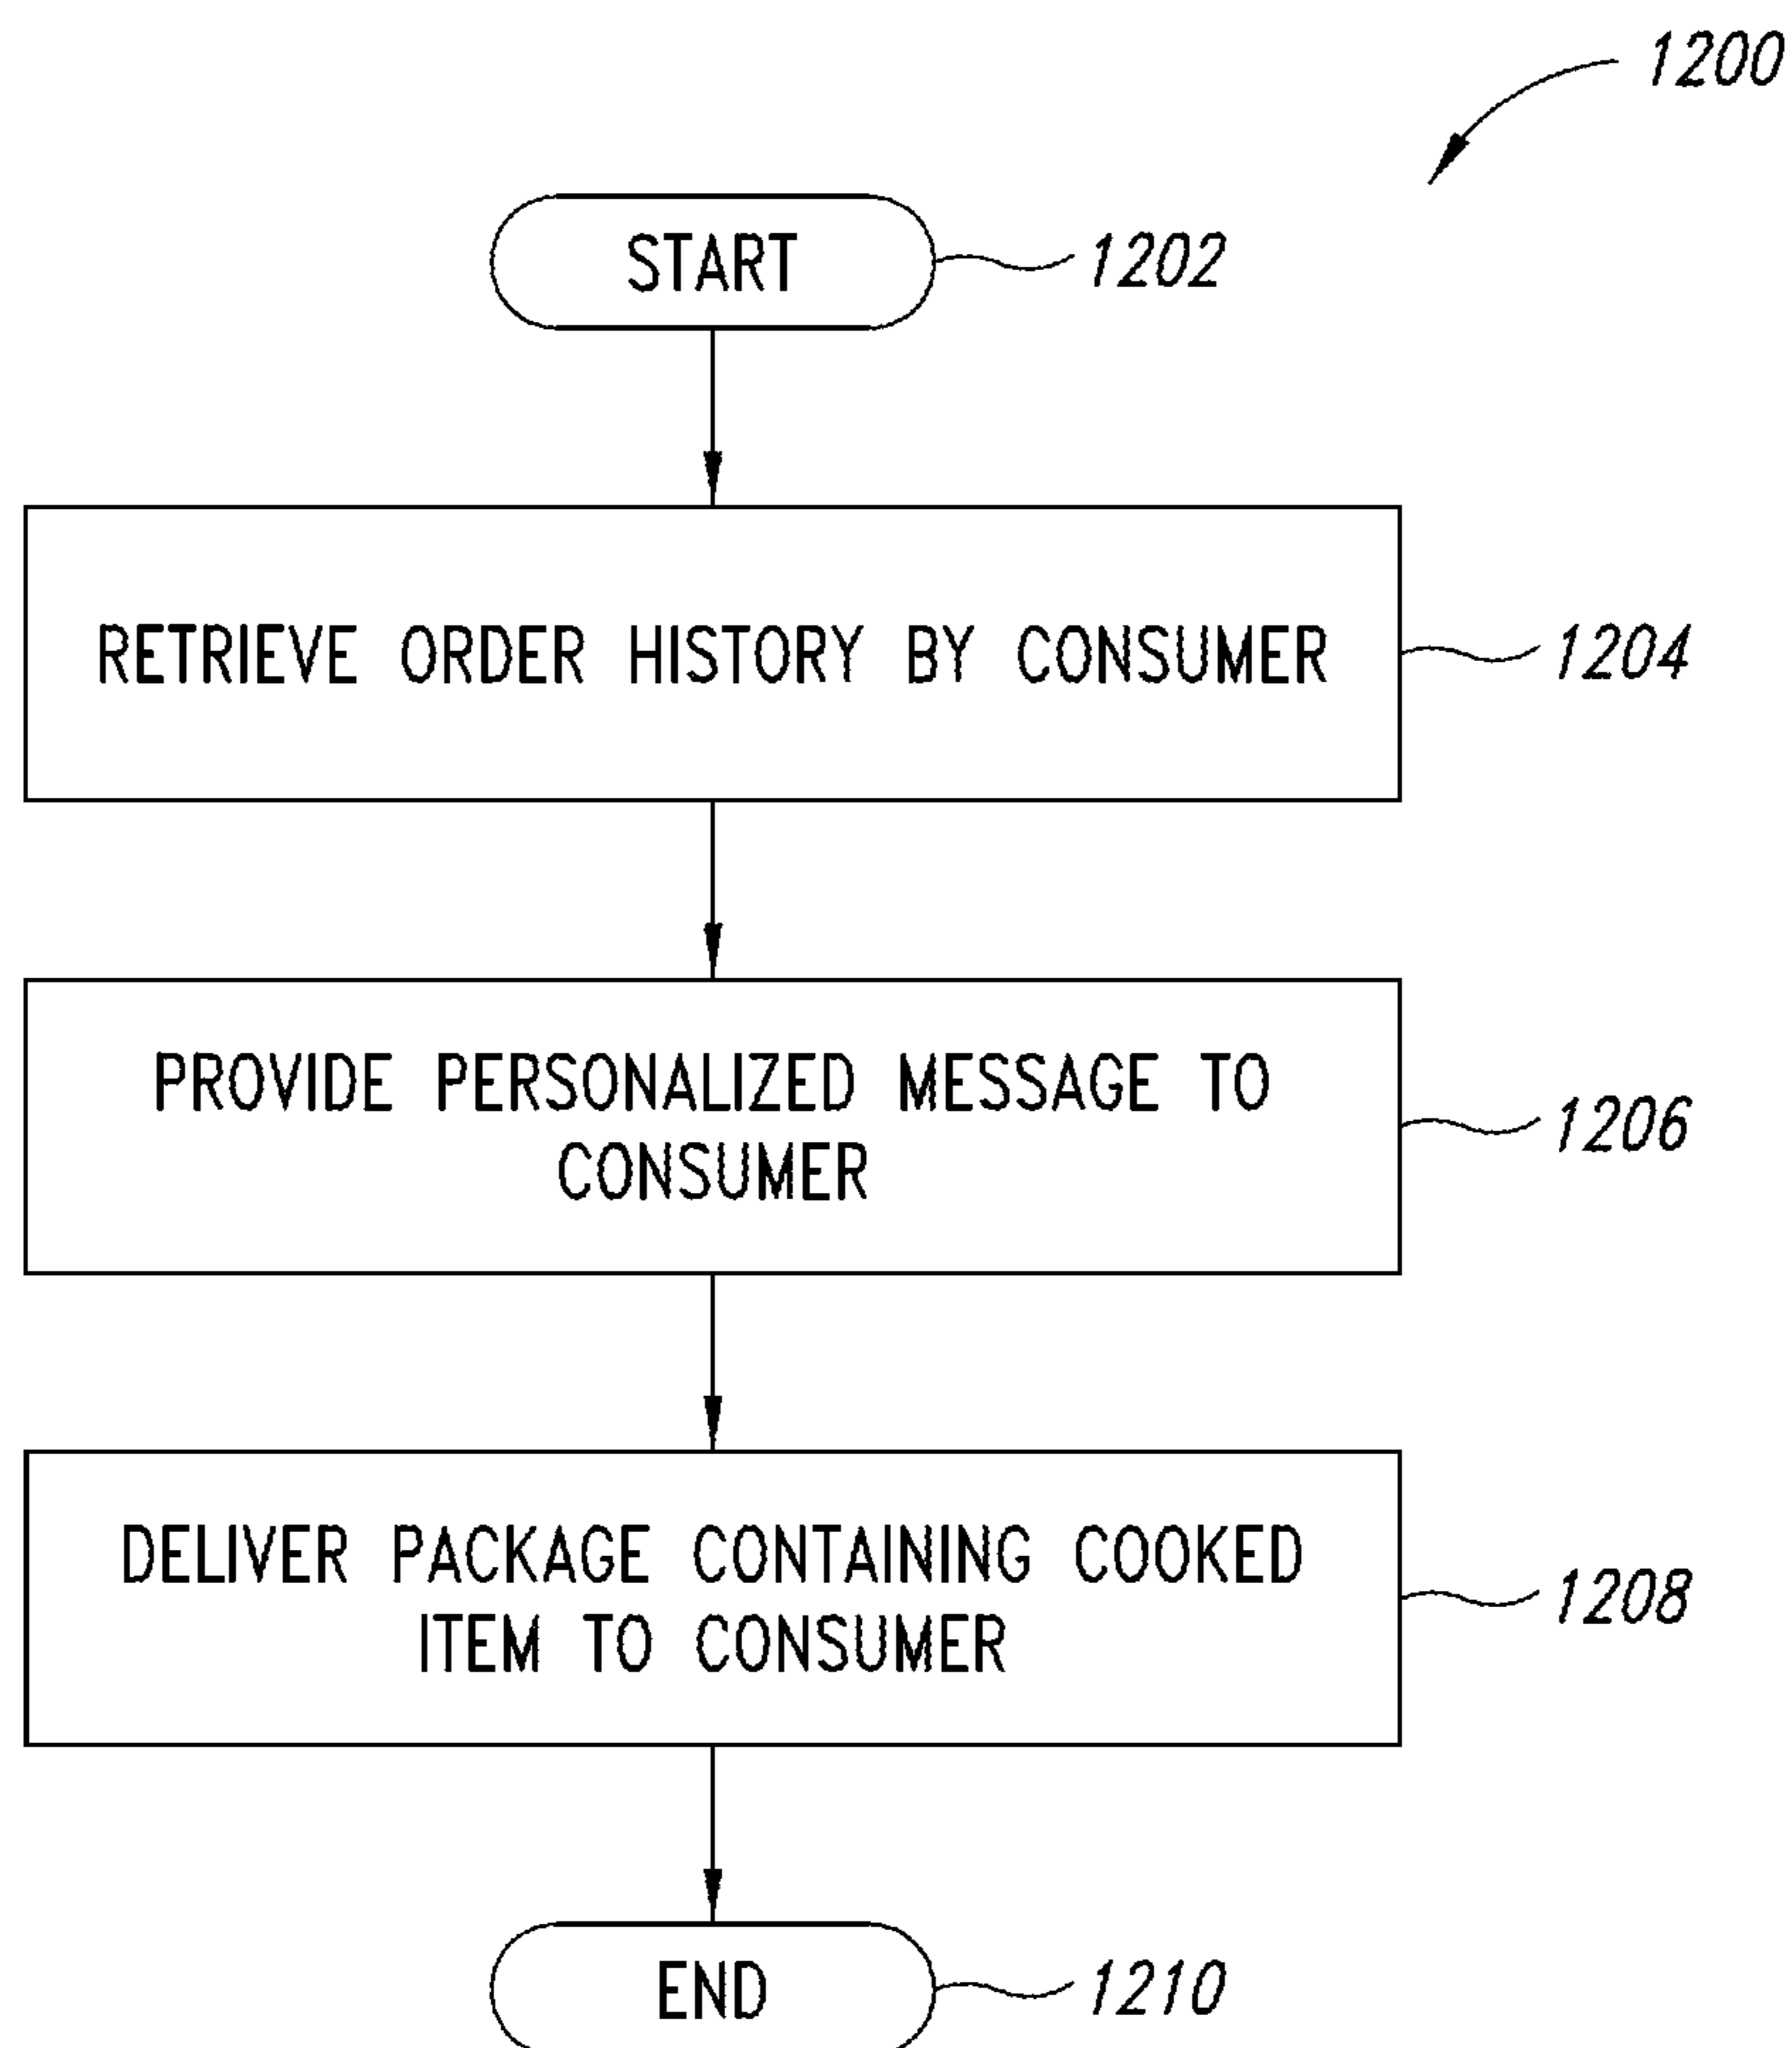 1200
START
1202
RETRIEVE ORDER HISTORY BY CONSUMER
1204
PROVIDE PERSONALIZED MESSAGE TO
CONSUMER
1206
DELIVER PACKAGE CONTAINING COOKED
ITEM TO CONSUMER
1208
END
1210